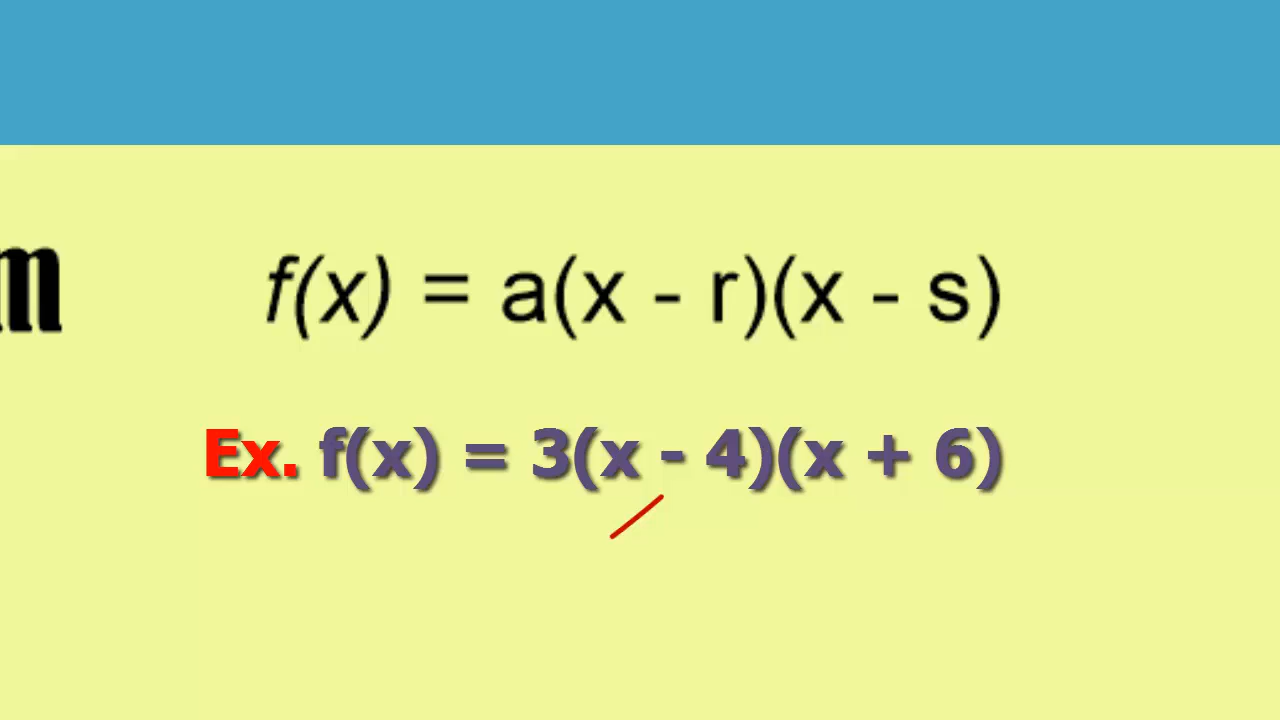 m
f(x) = a(x - r)(x - s)
Ex. f(x) = 3(x - 4)(x + 6)